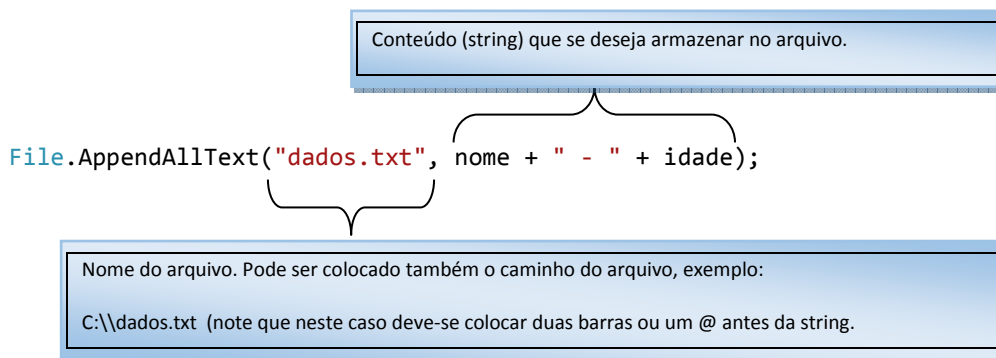 Conteúdo (string) que se deseja armazenar no arquivo.
File.AppendAllText("dados.txt", nome + " - " + idade);
Nome do arquivo. Pode ser colocado também o caminho do arquivo, exemplo:
C:\\dados.txt (note que neste caso deve-se colocar duas barras ou um @ antes da string.